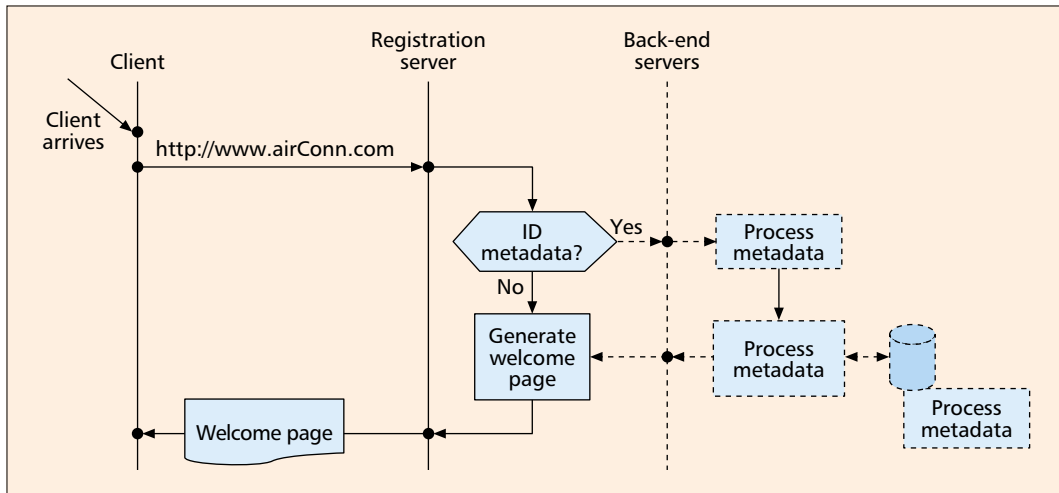 Client
Registration
server
Back-end
servers
Client
arrives
http://www.airConn.com
ID
metadata?
Yes
Process
metadata
No
Generate
welcome
page
Process
metadata
Process
metadata
Welcome page